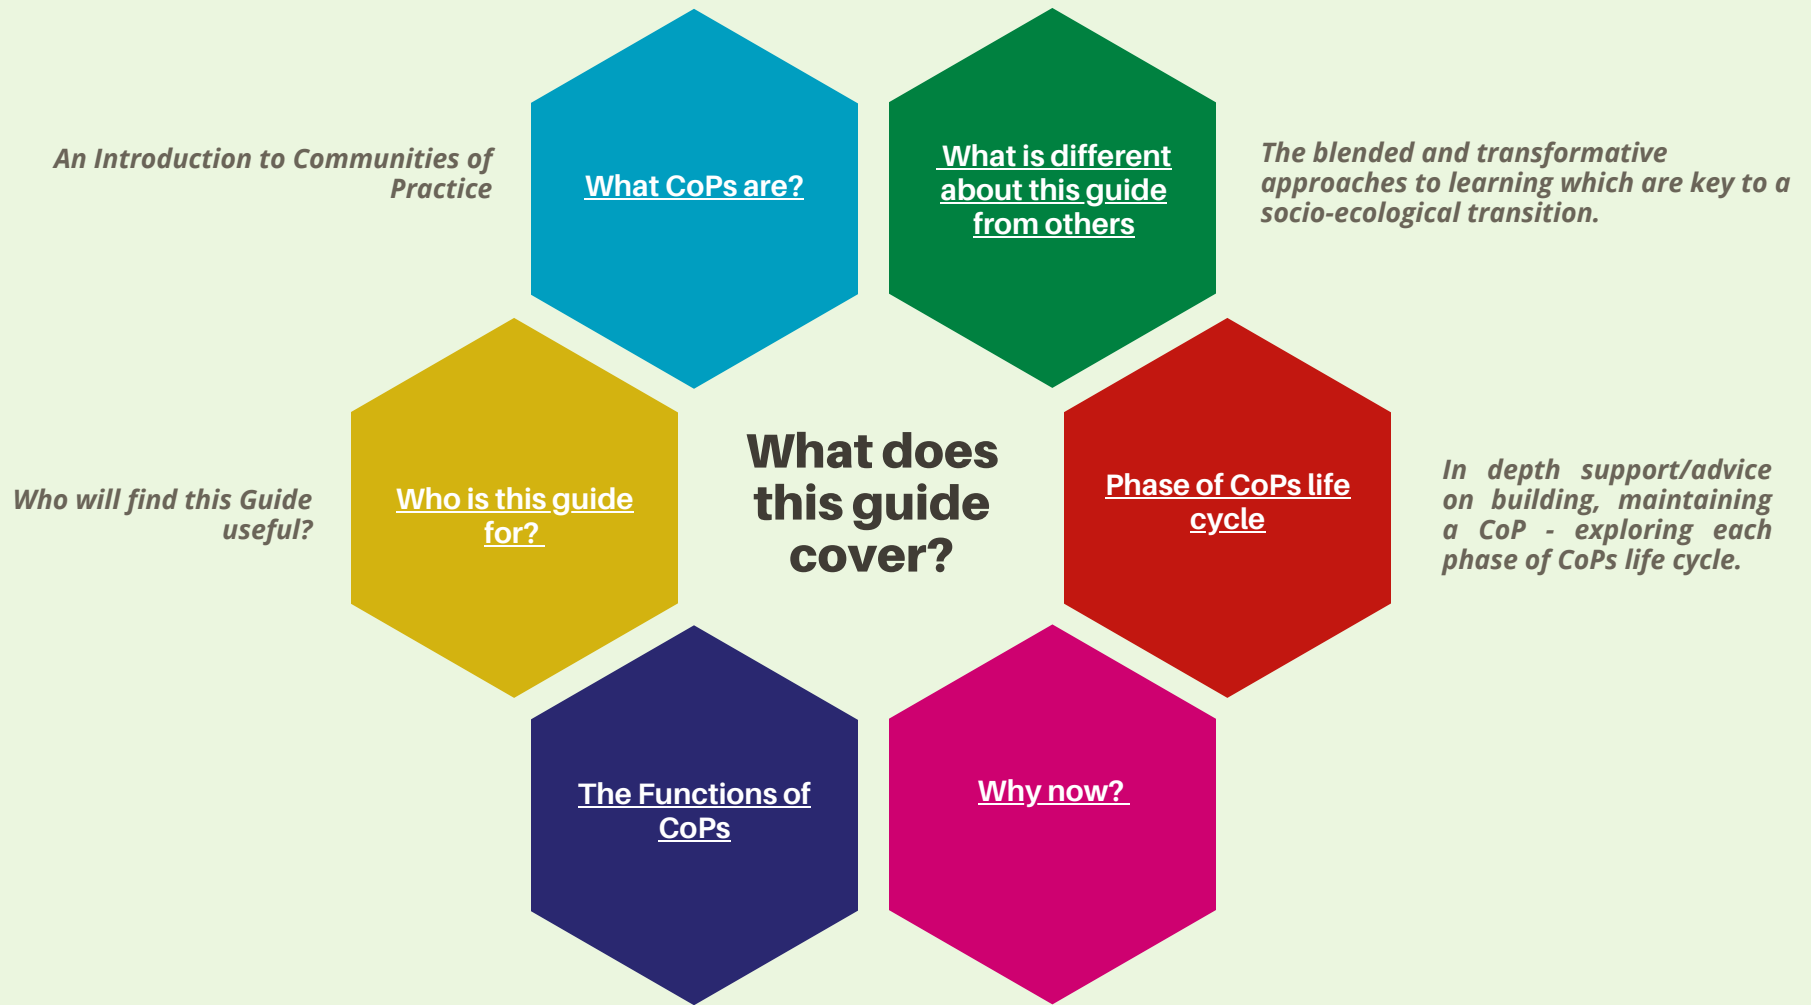 An Introduction to Communities of
Practice
What CoPs are?
What is different
about this guide
from others
The blended and transformative
approaches to learning which are key to a
socio-ecological transition.
Who will find this Guide
useful?
Who is this guide
for?
What does
this guide
cover?
Phase of CoPs life
cycle
In depth support/advice
on building, maintaining
a CoP - exploring each
phase of CoPs life cycle.
The Functions of
CoPs
Why now?